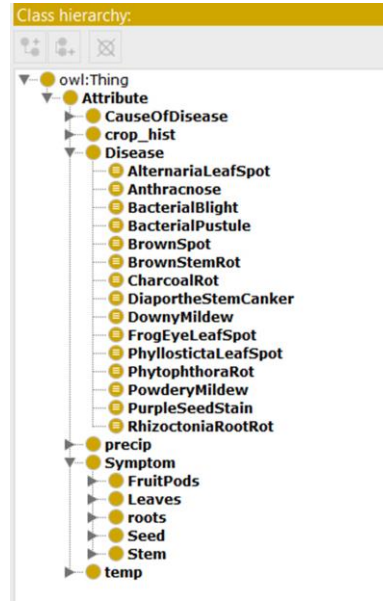 Class hierarchy:
owl:Thing
Attribute
CauseOfDisease
crop_hist
Disease
AlternariaLeafSpot
Anthracnose
BacterialBlight
BacterialPustule
BrownSpot
BrownStemRot
CharcoalRot
DiaportheStemCanker
DownyMildew
FrogEyeLeafSpot
PhyllostictaLeafSpot
PhytophthoraRot
PowderyMildew
PurpleSeedStain
RhizoctoniaRootRot
precip
Symptom
FruitPods
Leaves
roots
Seed
Stem
temp